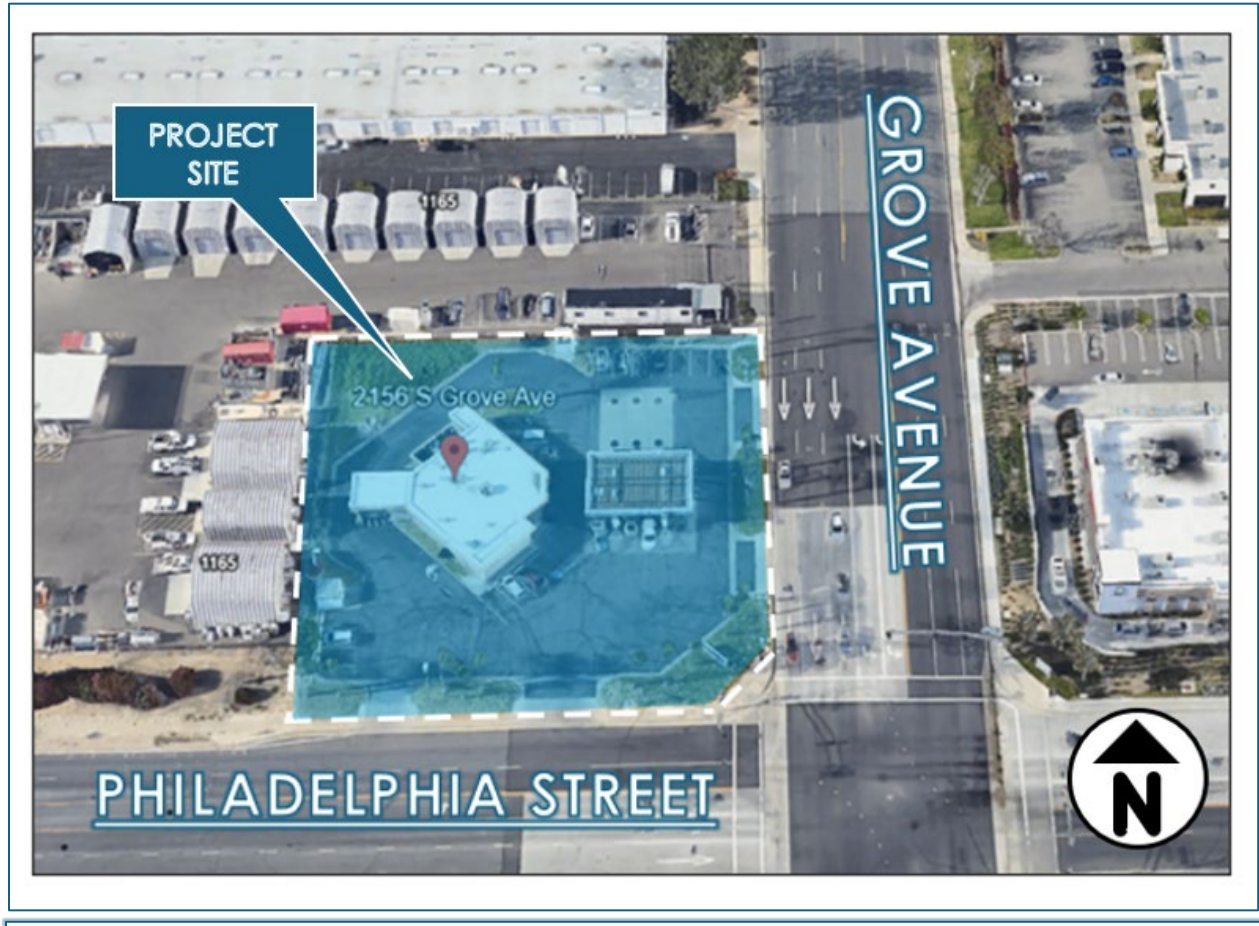 PROJECT
SITE
1165
2156 S Grove Ave
1165
GROVE AVENUE
PHILADELPHIA STREET
N